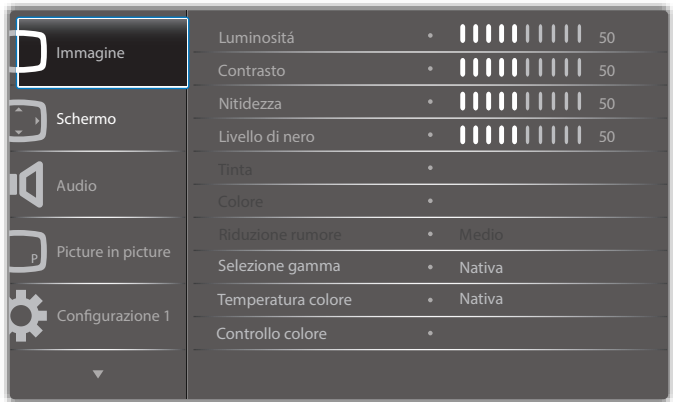 Immagine
Schermo
Audio
P
Picture in picture
Configurazione 1
Luminositá • 50
Contrasto • 50
Nitidezza • 50
Livello di nero • 50
Tinta •
Colore •
Riduzione rumore • Medio
Selezione gamma • Nativa
Temperatura colore • Nativa
Controllo colore •